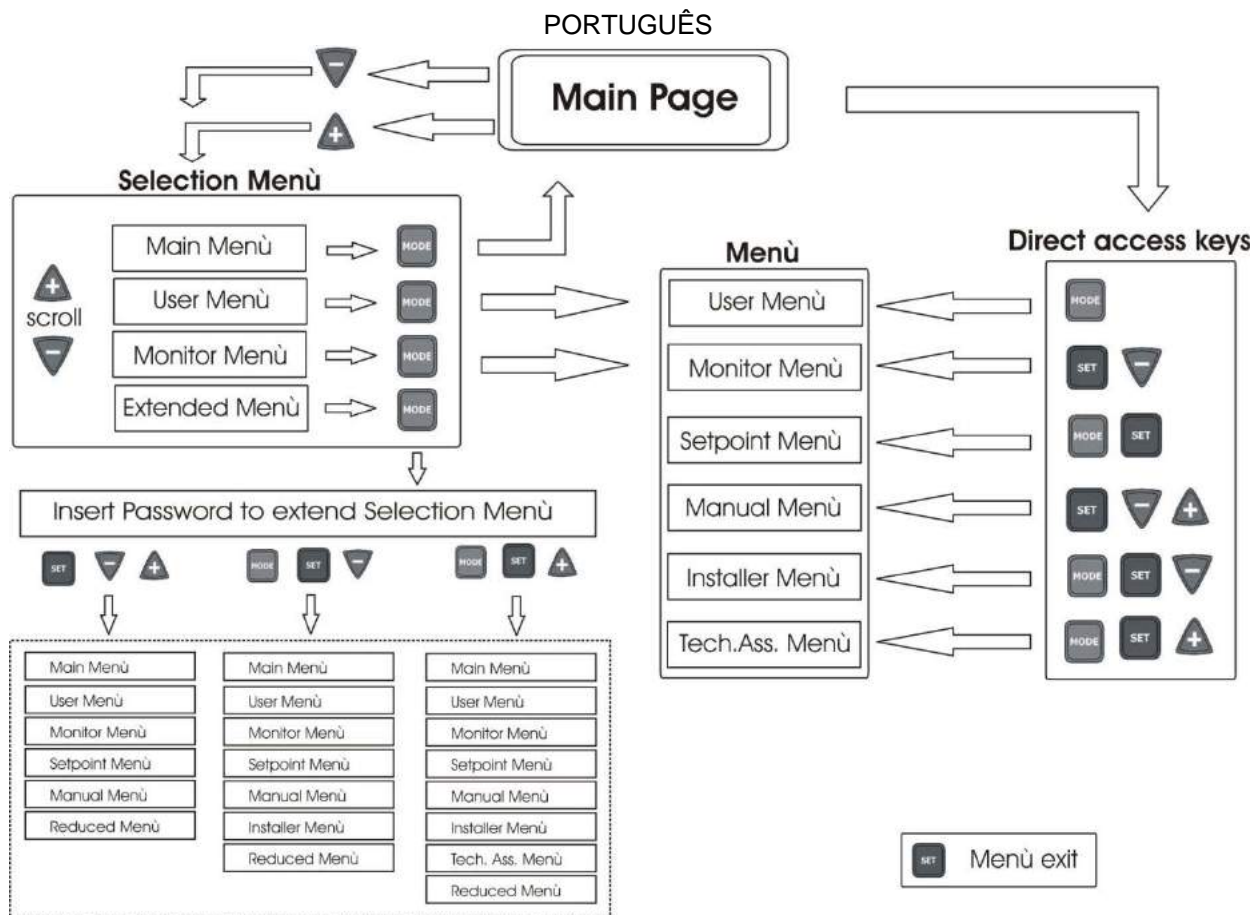 PORTUGUÊS
Main Page
Selection Menù
Main Menù
MODE
User Menù
MODE
scroll
Monitor Menù
MODE
Extended Menù
MODE
Insert Password to extend Selection Menù
SET
MODE SET
MODE SET
Main Menù
User Menù
Monitor Menù
Setpoint Menù
Manual Menù
Reduced Menù
Main Menù
User Menù
Monitor Menù
Setpoint Menù
Manual Menù
Installer Menù
Reduced Menù
Main Menù
User Menù
Monitor Menù
Setpoint Menù
Manual Menù
Installer Menù
Tech. Ass. Menù
Reduced Menù
Menù
User Menù
Monitor Menù
Setpoint Menù
Manual Menù
Installer Menù
Tech.Ass. Menù
Direct access keys
MODE
SET
MODE SET
SET
MODE SET
MODE SET
SET Menù exit